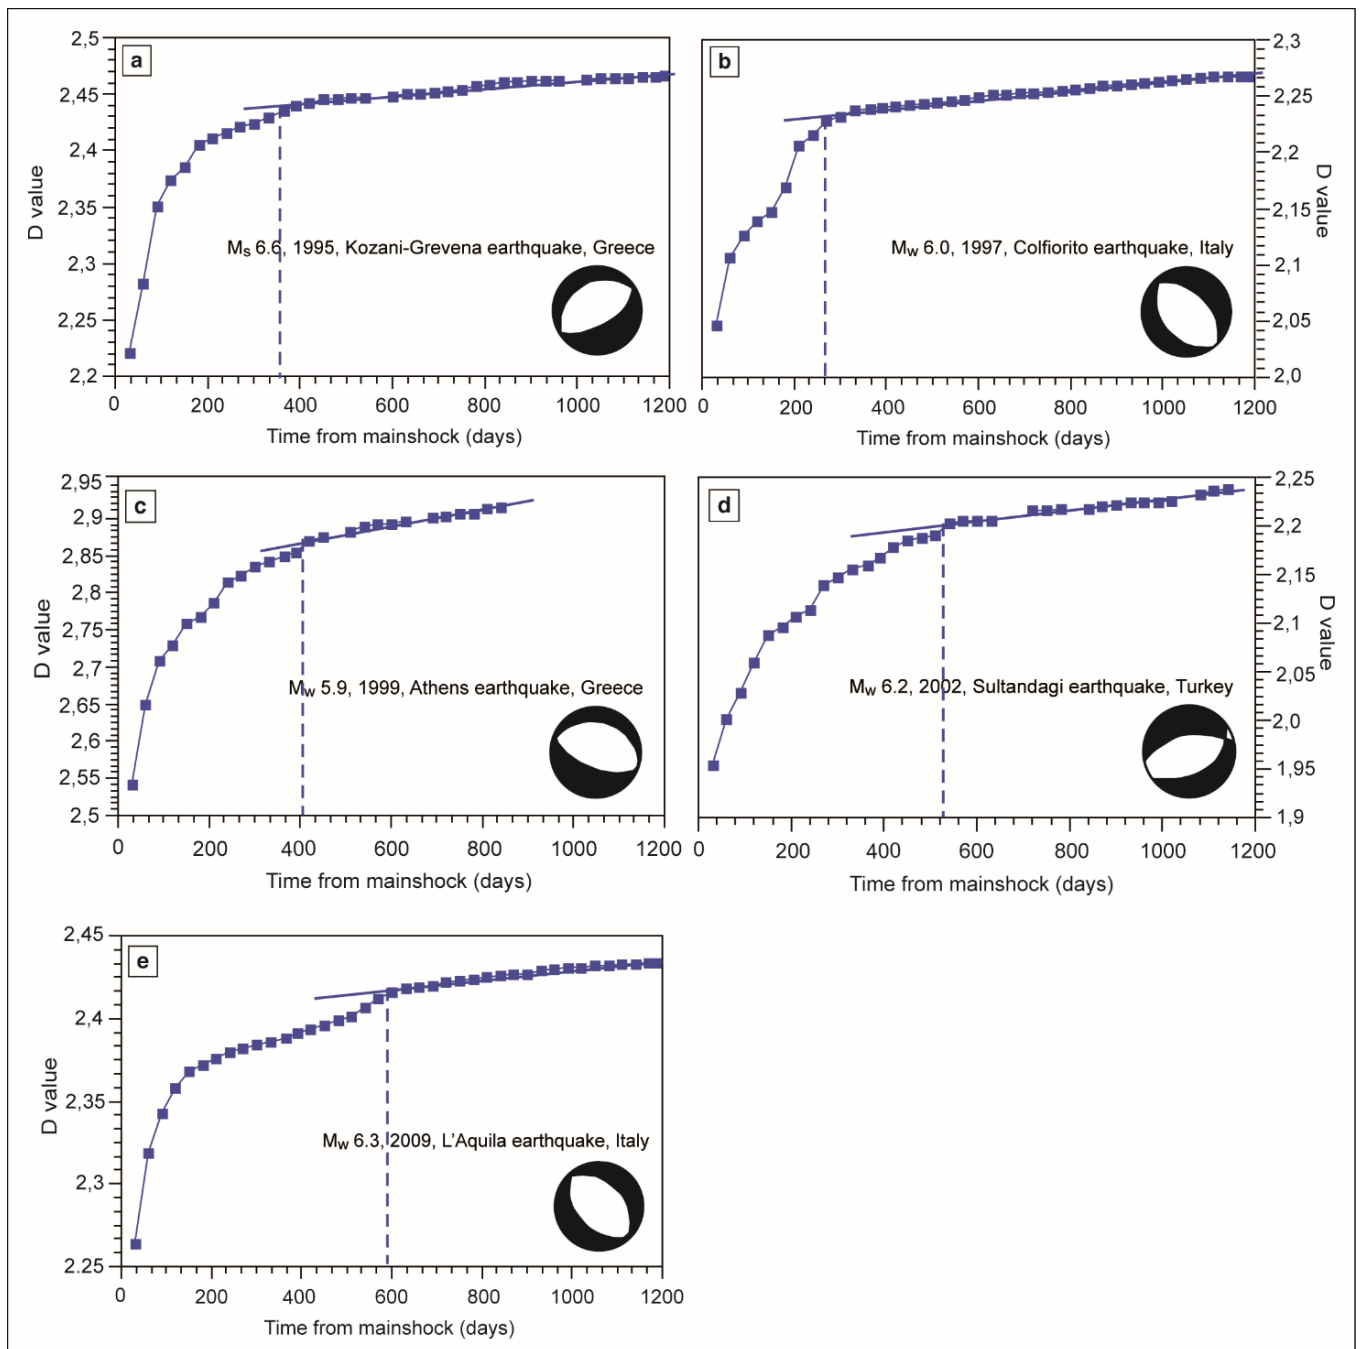 a
2,5
2,45
2,4
2,35
2,3
2,25
2,2
D value
M_S 6.6, 1995, Kozani-Grevena earthquake, Greece
0 200 400 600 800 1000 1200
Time from mainshock (days)
b
2,3
2,25
2,2
2,15
2,1
2,05
2,0
D value
M_W 6.0, 1997, Colfiorito earthquake, Italy
0 200 400 600 800 1000 1200
Time from mainshock (days)
c
2,95
2,9
2,85
2,8
2,75
2,7
2,65
2,6
2,55
2,5
D value
M_W 5.9, 1999, Athens earthquake, Greece
0 200 400 600 800 1000 1200
Time from mainshock (days)
d
2,25
2,2
2,15
2,1
2,05
2,0
1,95
1,9
D value
M_W 6.2, 2002, Sultandagi earthquake, Turkey
0 200 400 600 800 1000 1200
Time from mainshock (days)
e
2,45
2,4
2,35
2,3
2.25
D value
M_W 6.3, 2009, L'Aquila earthquake, Italy
0 200 400 600 800 1000 1200
Time from mainshock (days)